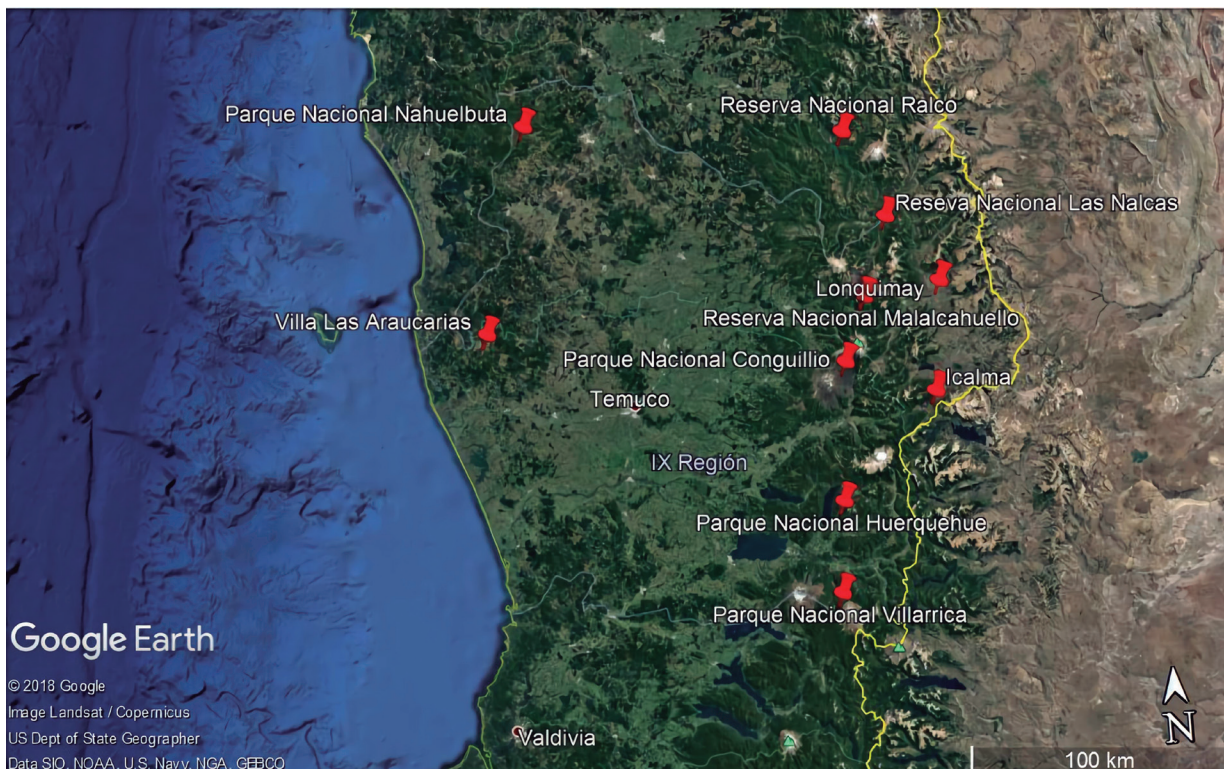 Reserva Nacional Ralco
Parque Nacional Nahuelbuta
Reseva Nacional Las Nalcas
Lonquimay
Reserva Nacional Malalcahuello
Villa Las Araucarias
Parque Nacional Conguillio
Icalma
Temuco
IX Región
Parque Nacional Huerquehue
Parque Nacional Villarrica
Google Earth
© 2018 Google
Image Landsat / Copernicus
US Dept of State Geographer
Data SIO, NOAA, U.S. Navy, NGA, GEBCO
Valdivia
N
100 km